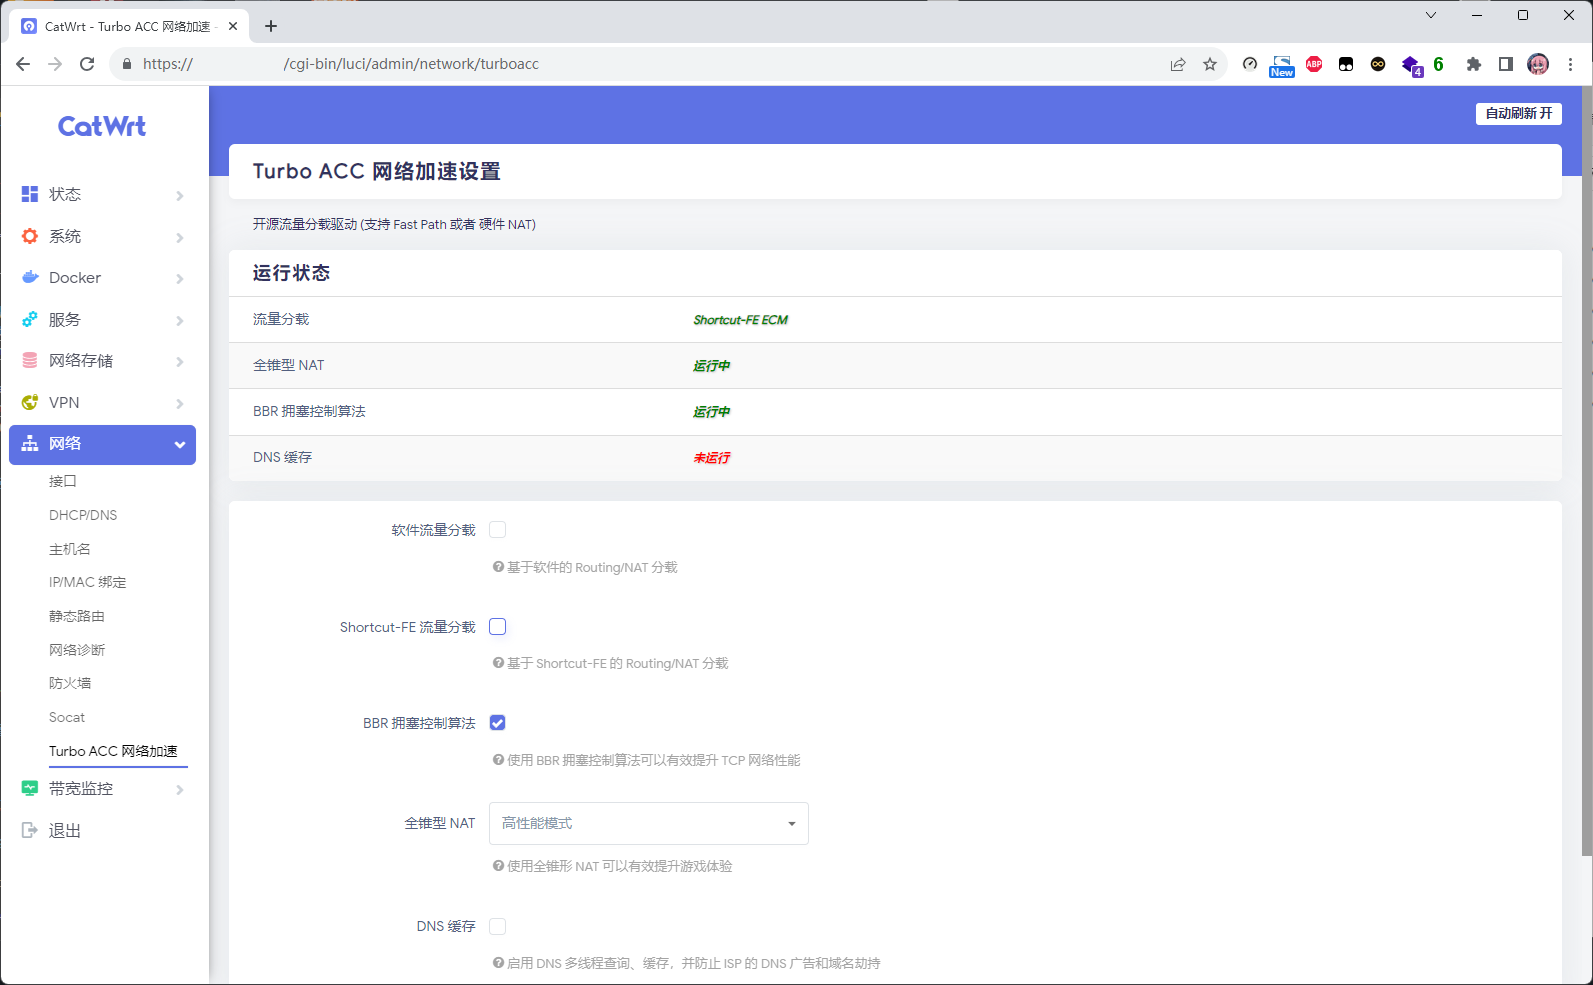 CatWrt - Turbo ACC 网络加速 -
https:// /cgi-bin/luci/admin/network/turboacc
New
ABP
4
6
CatWrt
自动刷新 开
状态
系统
Docker
服务
网络存储
VPN
网络
接口
DHCP/DNS
主机名
IP/MAC 绑定
静态路由
网络诊断
防火墙
Socat
Turbo ACC 网络加速
带宽监控
退出
Turbo ACC 网络加速设置
开源流量分载驱动 (支持 Fast Path 或者 硬件 NAT)
运行状态
流量分载 Shortcut-FE ECM
全锥型 NAT 运行中
BBR 拥塞控制算法 运行中
DNS 缓存 未运行
软件流量分载
基于软件的 Routing/NAT 分载
Shortcut-FE 流量分载
基于 Shortcut-FE 的 Routing/NAT 分载
BBR 拥塞控制算法
使用 BBR 拥塞控制算法可以有效提升 TCP 网络性能
全锥型 NAT 高性能模式
使用全锥形 NAT 可以有效提升游戏体验
DNS 缓存
启用 DNS 多线程查询、缓存，并防止 ISP 的 DNS 广告和域名劫持